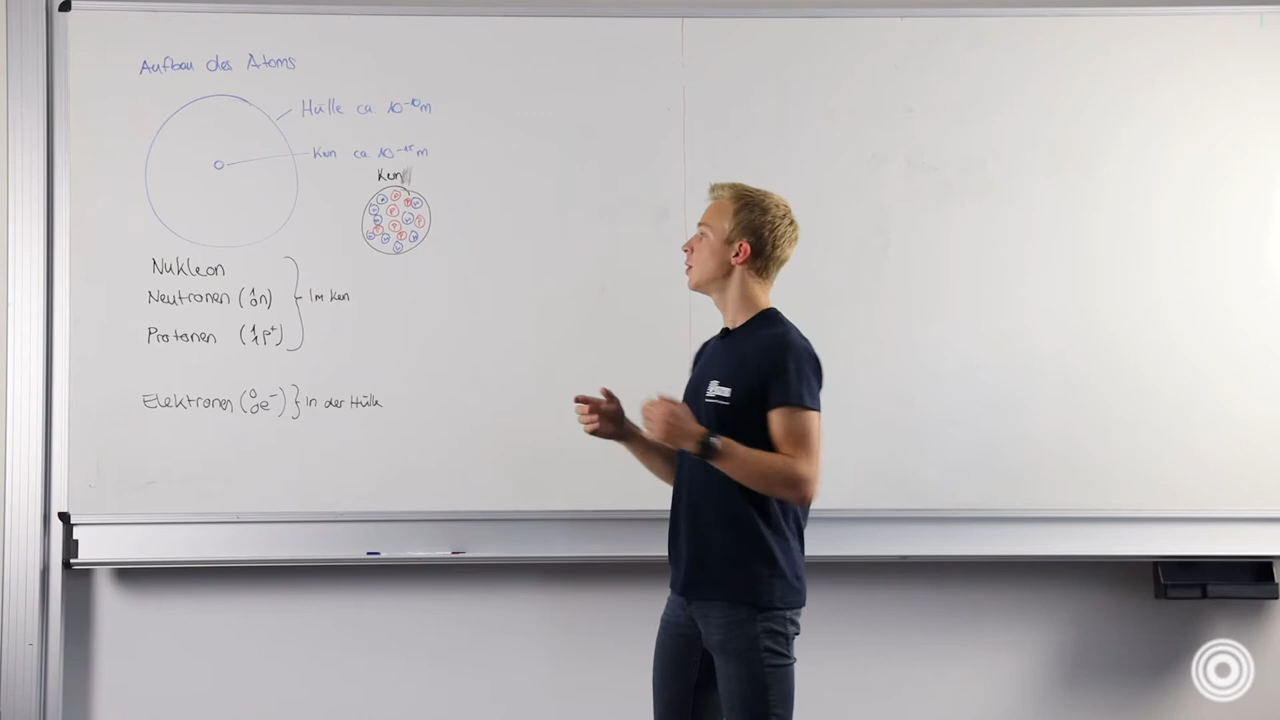 Aufbau des Atoms
Hülle ca. 10⁻¹⁰m
Kern ca. 10⁻¹⁵m
Kern
Nukleon
Neutronen (¹₀n)
Im Kern
Protonen (¹₁p⁺)
Elektronen (⁰₀e⁻)
In der Hülle